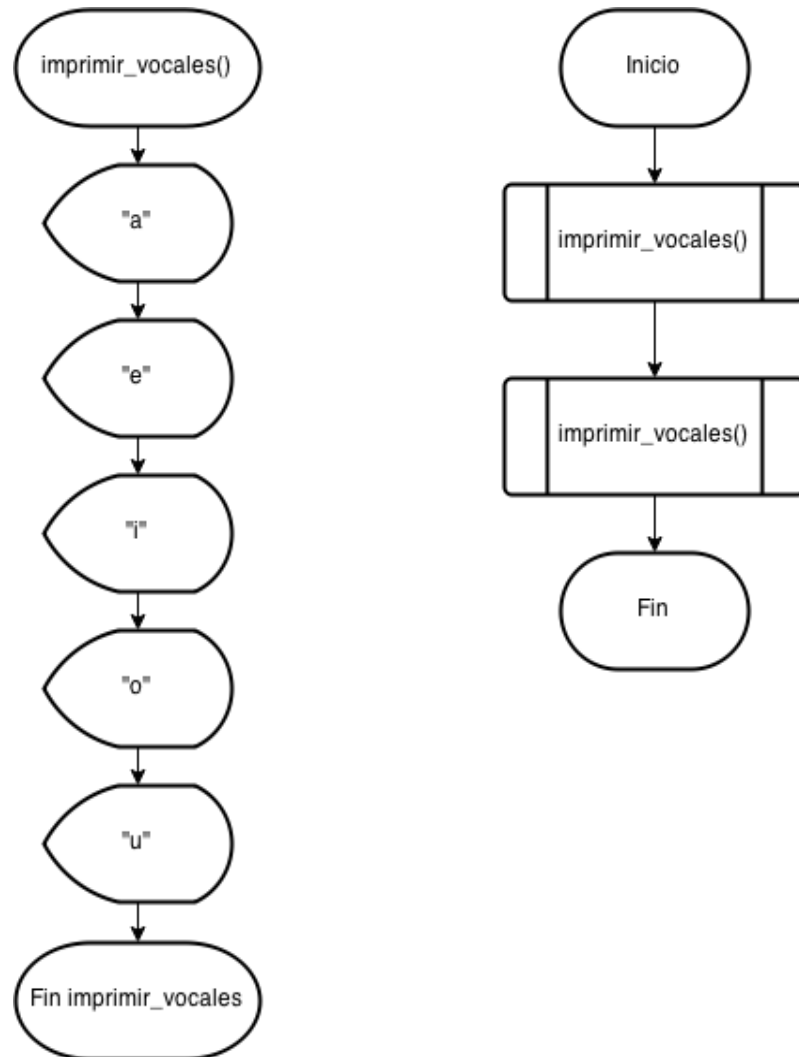 imprimir_vocales()
"a"
"e"
"i"
"o"
"u"
Fin imprimir_vocales
Inicio
imprimir_vocales()
imprimir_vocales()
Fin